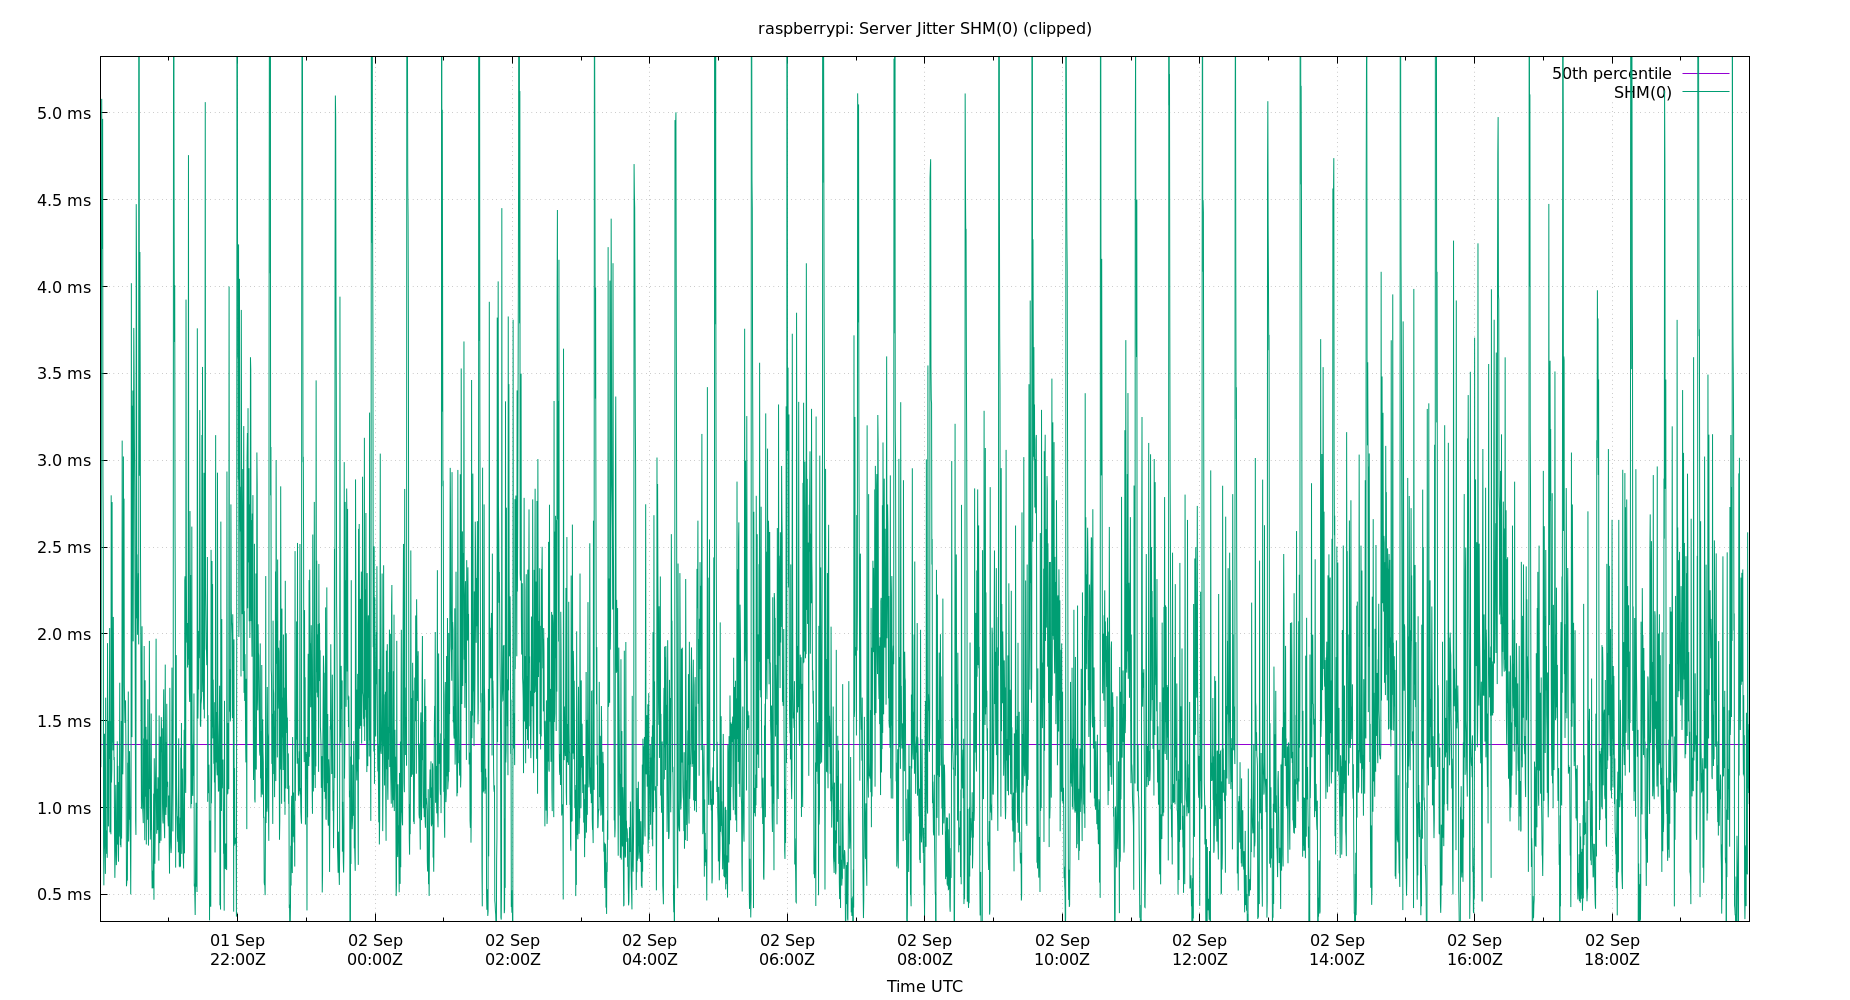 raspberrypi: Server Jitter SHM(0) (clipped)
50th percentile
SHM(0)
5.0 ms
4.5 ms
4.0 ms
3.5 ms
3.0 ms
2.5 ms
2.0 ms
1.5 ms
1.0 ms
0.5 ms
01 Sep 02 Sep 02 Sep 02 Sep 02 Sep 02 Sep 02 Sep 02 Sep 02 Sep 02 Sep 02 Sep
22:00Z 00:00Z 02:00Z 04:00Z 06:00Z 08:00Z 10:00Z 12:00Z 14:00Z 16:00Z 18:00Z
Time UTC